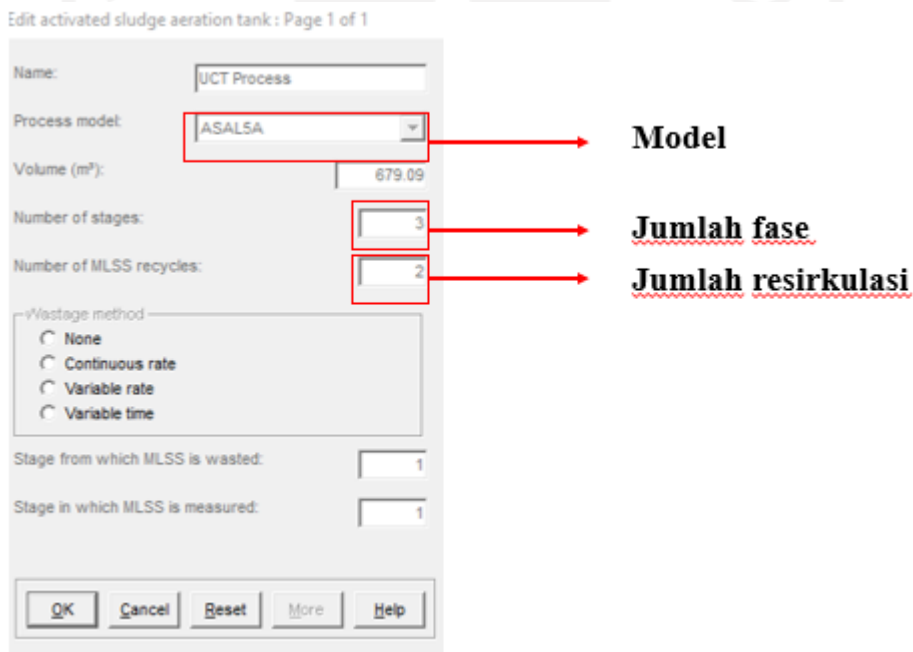 Edit activated sludge aeration tank : Page 1 of 1
Name:
UCT Process
Process model:
ASAL5A
Model
Volume (m³):
679.09
Number of stages:
3
Jumlah fase
Number of MLSS recycles:
2
Jumlah resirkulasi
Wastage method
None
Continuous rate
Variable rate
Variable time
Stage from which MLSS is wasted:
1
Stage in which MLSS is measured:
1
OK Cancel Reset More Help